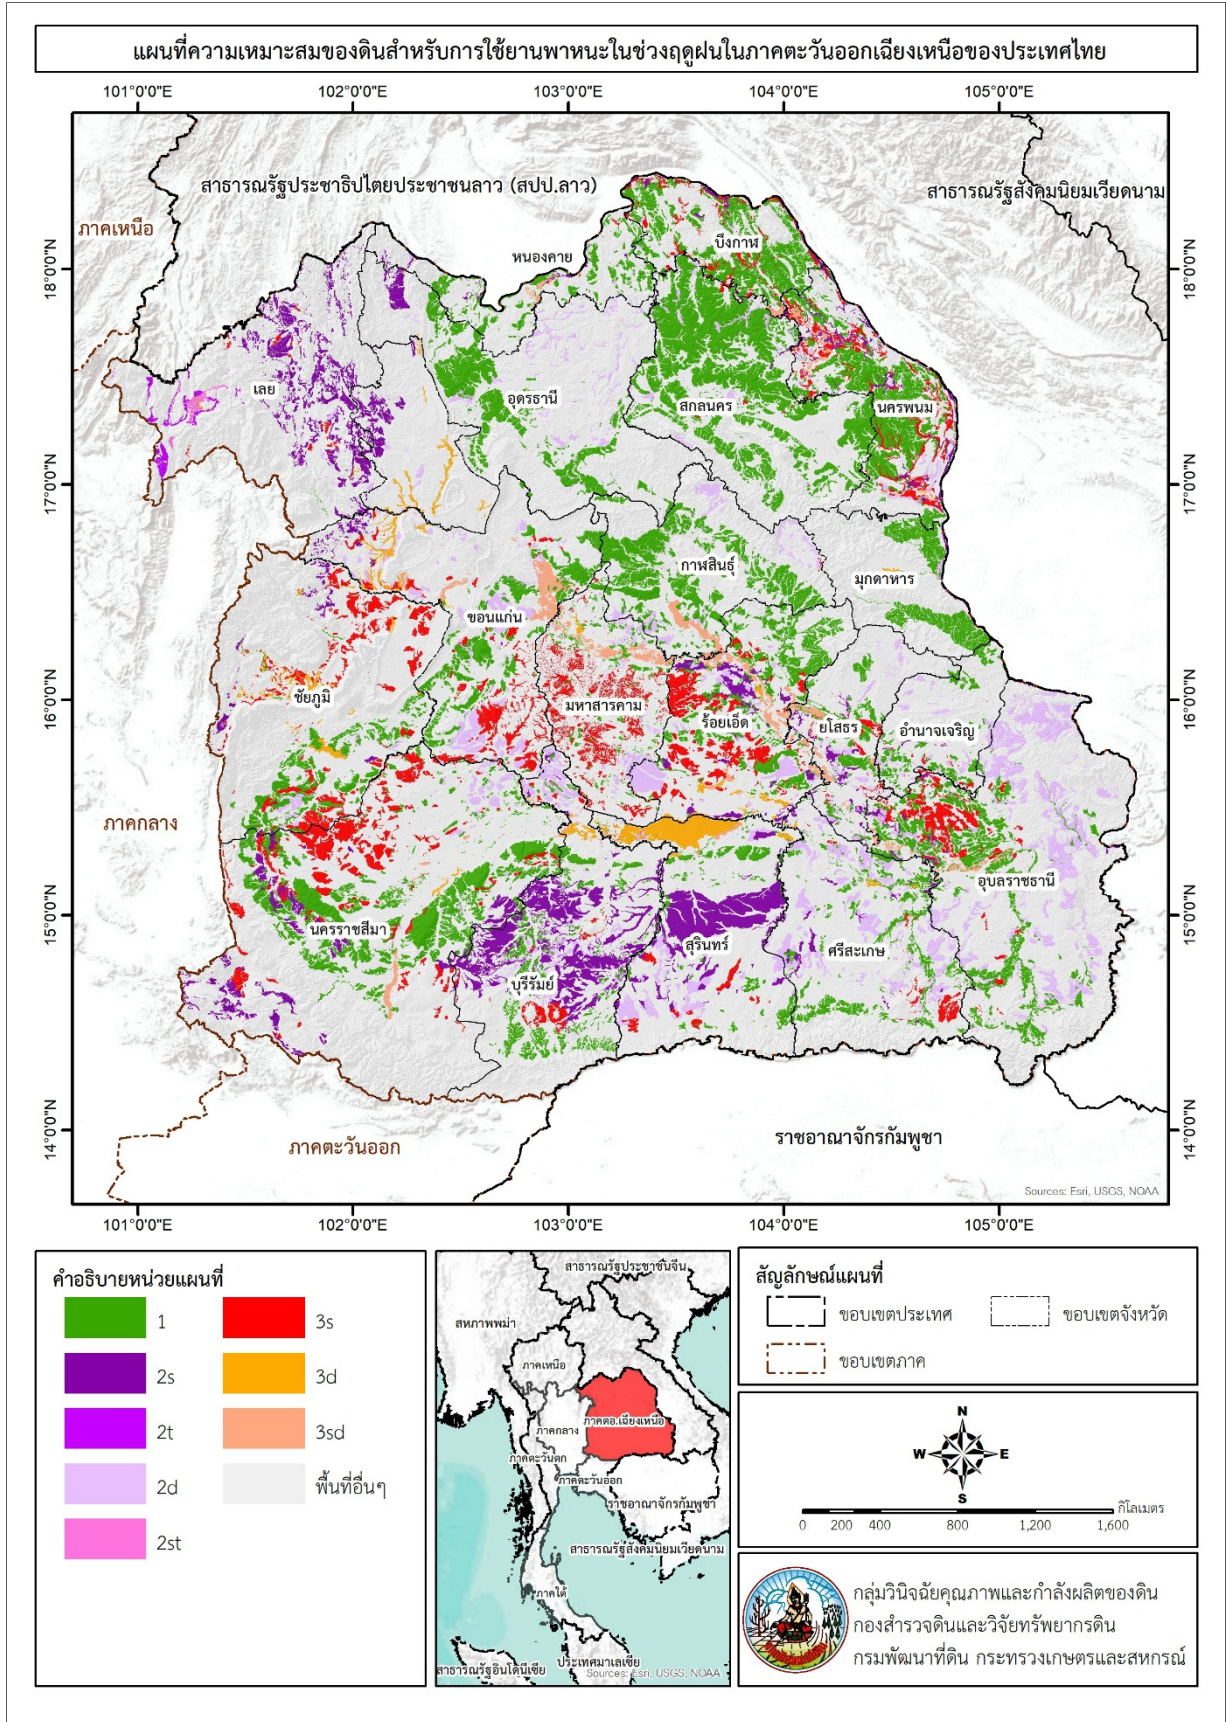 แผนที่ความเหมาะสมของดินสำหรับการใช้ยานพาหนะในช่วงฤดูฝนในภาคตะวันออกเฉียงเหนือของประเทศไทย
101°0'0"E 102°0'0"E 103°0'0"E 104°0'0"E 105°0'0"E
สาธารณรัฐประชาธิปไตยประชาชนลาว (สปป.ลาว)
สาธารณรัฐสังคมนิยมเวียดนาม
ภาคเหนือ
บึงกาฬ
หนองคาย
18°0'0"N 18°0'0"N
เลย
อุดรธานี
สกลนคร
นครพนม
17°0'0"N 17°0'0"N
กาฬสินธุ์
มุกดาหาร
ขอนแก่น
ชัยภูมิ
มหาสารคาม
ร้อยเอ็ด
ยโสธร
อำนาจเจริญ
16°0'0"N 16°0'0"N
ภาคกลาง
อุบลราชธานี
นครราชสีมา
สุรินทร์
ศรีสะเกษ
บุรีรัมย์
15°0'0"N 15°0'0"N
ภาคตะวันออก
ราชอาณาจักรกัมพูชา
14°0'0"N 14°0'0"N
Sources: Esri, USGS, NOAA
101°0'0"E 102°0'0"E 103°0'0"E 104°0'0"E 105°0'0"E
คำอธิบายหน่วยแผนที่
1 3s
2s 3d
2t 3sd
2d พื้นที่อื่นๆ
2st
สาธารณรัฐประชาชนจีน
สหภาพพม่า
ภาคเหนือ
ภาคตอ.เฉียงเหนือ
ภาคกลาง
ภาคตะวันตก
ภาคตะวันออก
ราชอาณาจักรกัมพูชา
สาธารณรัฐสังคมนิยมเวียดนาม
ภาคใต้
ประเทศมาเลเซีย
สาธารณรัฐอินโดนีเซีย
Sources: Esri, USGS, NOAA
สัญลักษณ์แผนที่
ขอบเขตประเทศ ขอบเขตจังหวัด
ขอบเขตภาค
N
W E
S
กิโลเมตร
0 200 400 800 1,200 1,600
กลุ่มวินิจฉัยคุณภาพและกำลังผลิตของดิน
กองสำรวจดินและวิจัยทรัพยากรดิน
กรมพัฒนาที่ดิน กระทรวงเกษตรและสหกรณ์